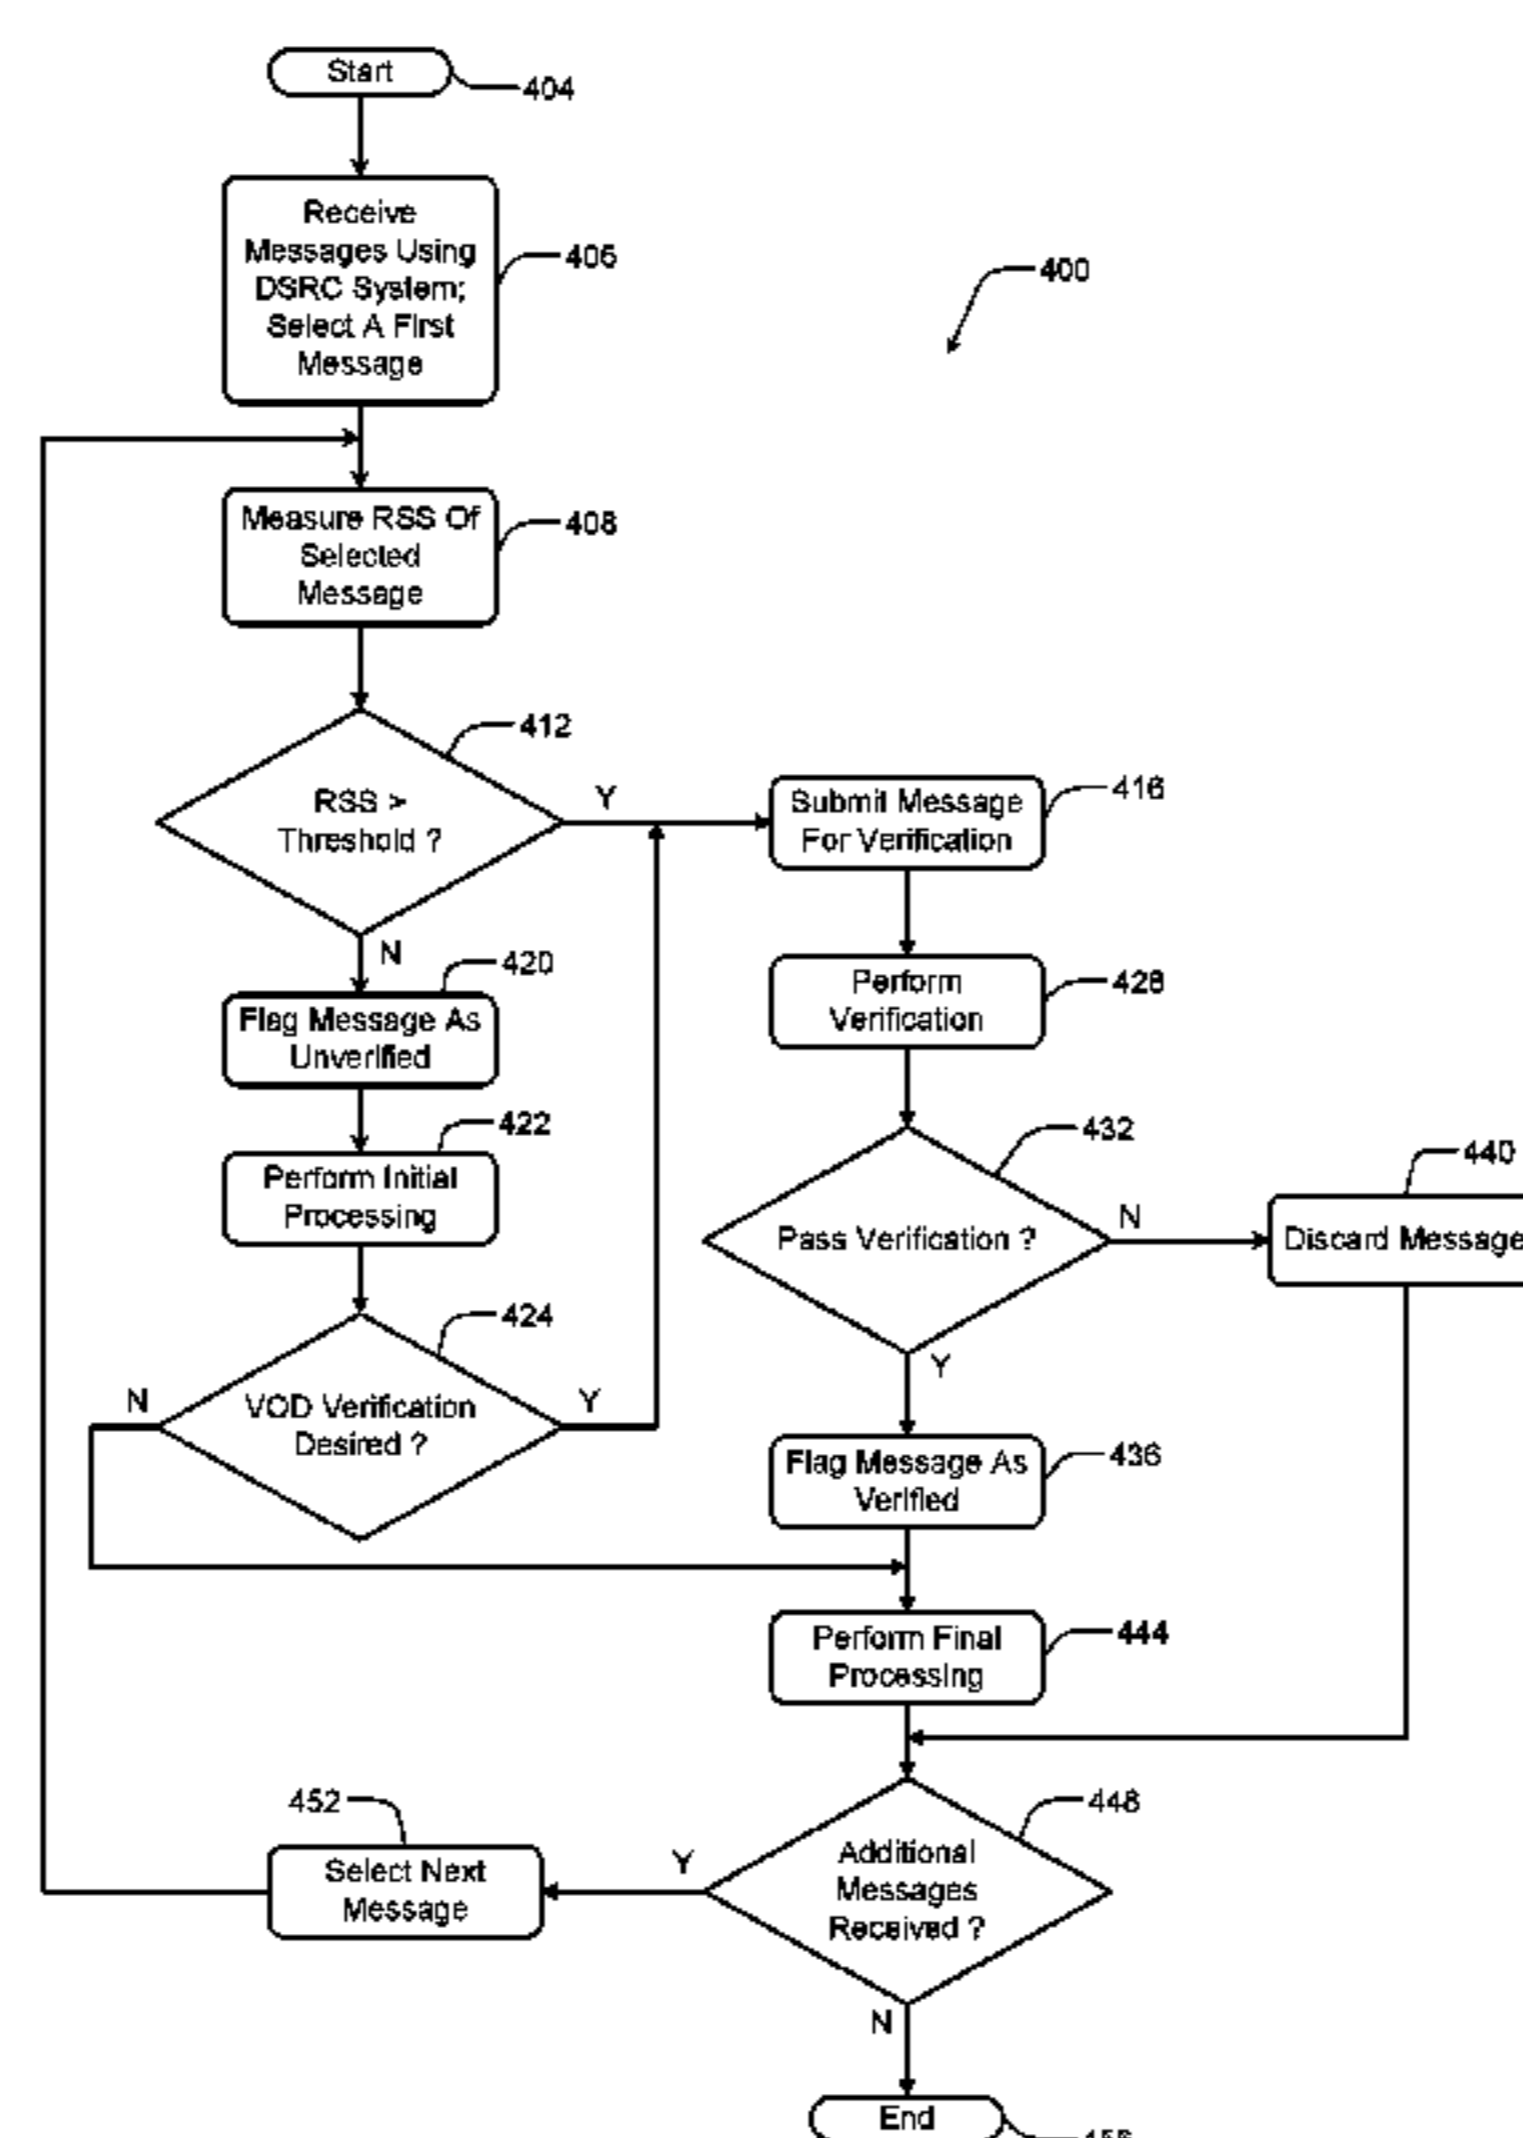 Start
404
Receive
Messages Using
DSRC System;
Select A First
Message
406
400
Measure RSS Of
Selected
Message
408
412
RSS >
Threshold ?
Y
N
Submit Message
For Verification
416
420
Flag Message As
Unverified
Perform
Verification
428
422
Perform Initial
Processing
432
Pass Verification ?
N
Y
440
Discard Message
424
VOD Verification
Desired ?
N
Y
Flag Message As
Verified
436
Perform Final
Processing
444
452
Select Next
Message
Y
448
Additional
Messages
Received ?
N
End